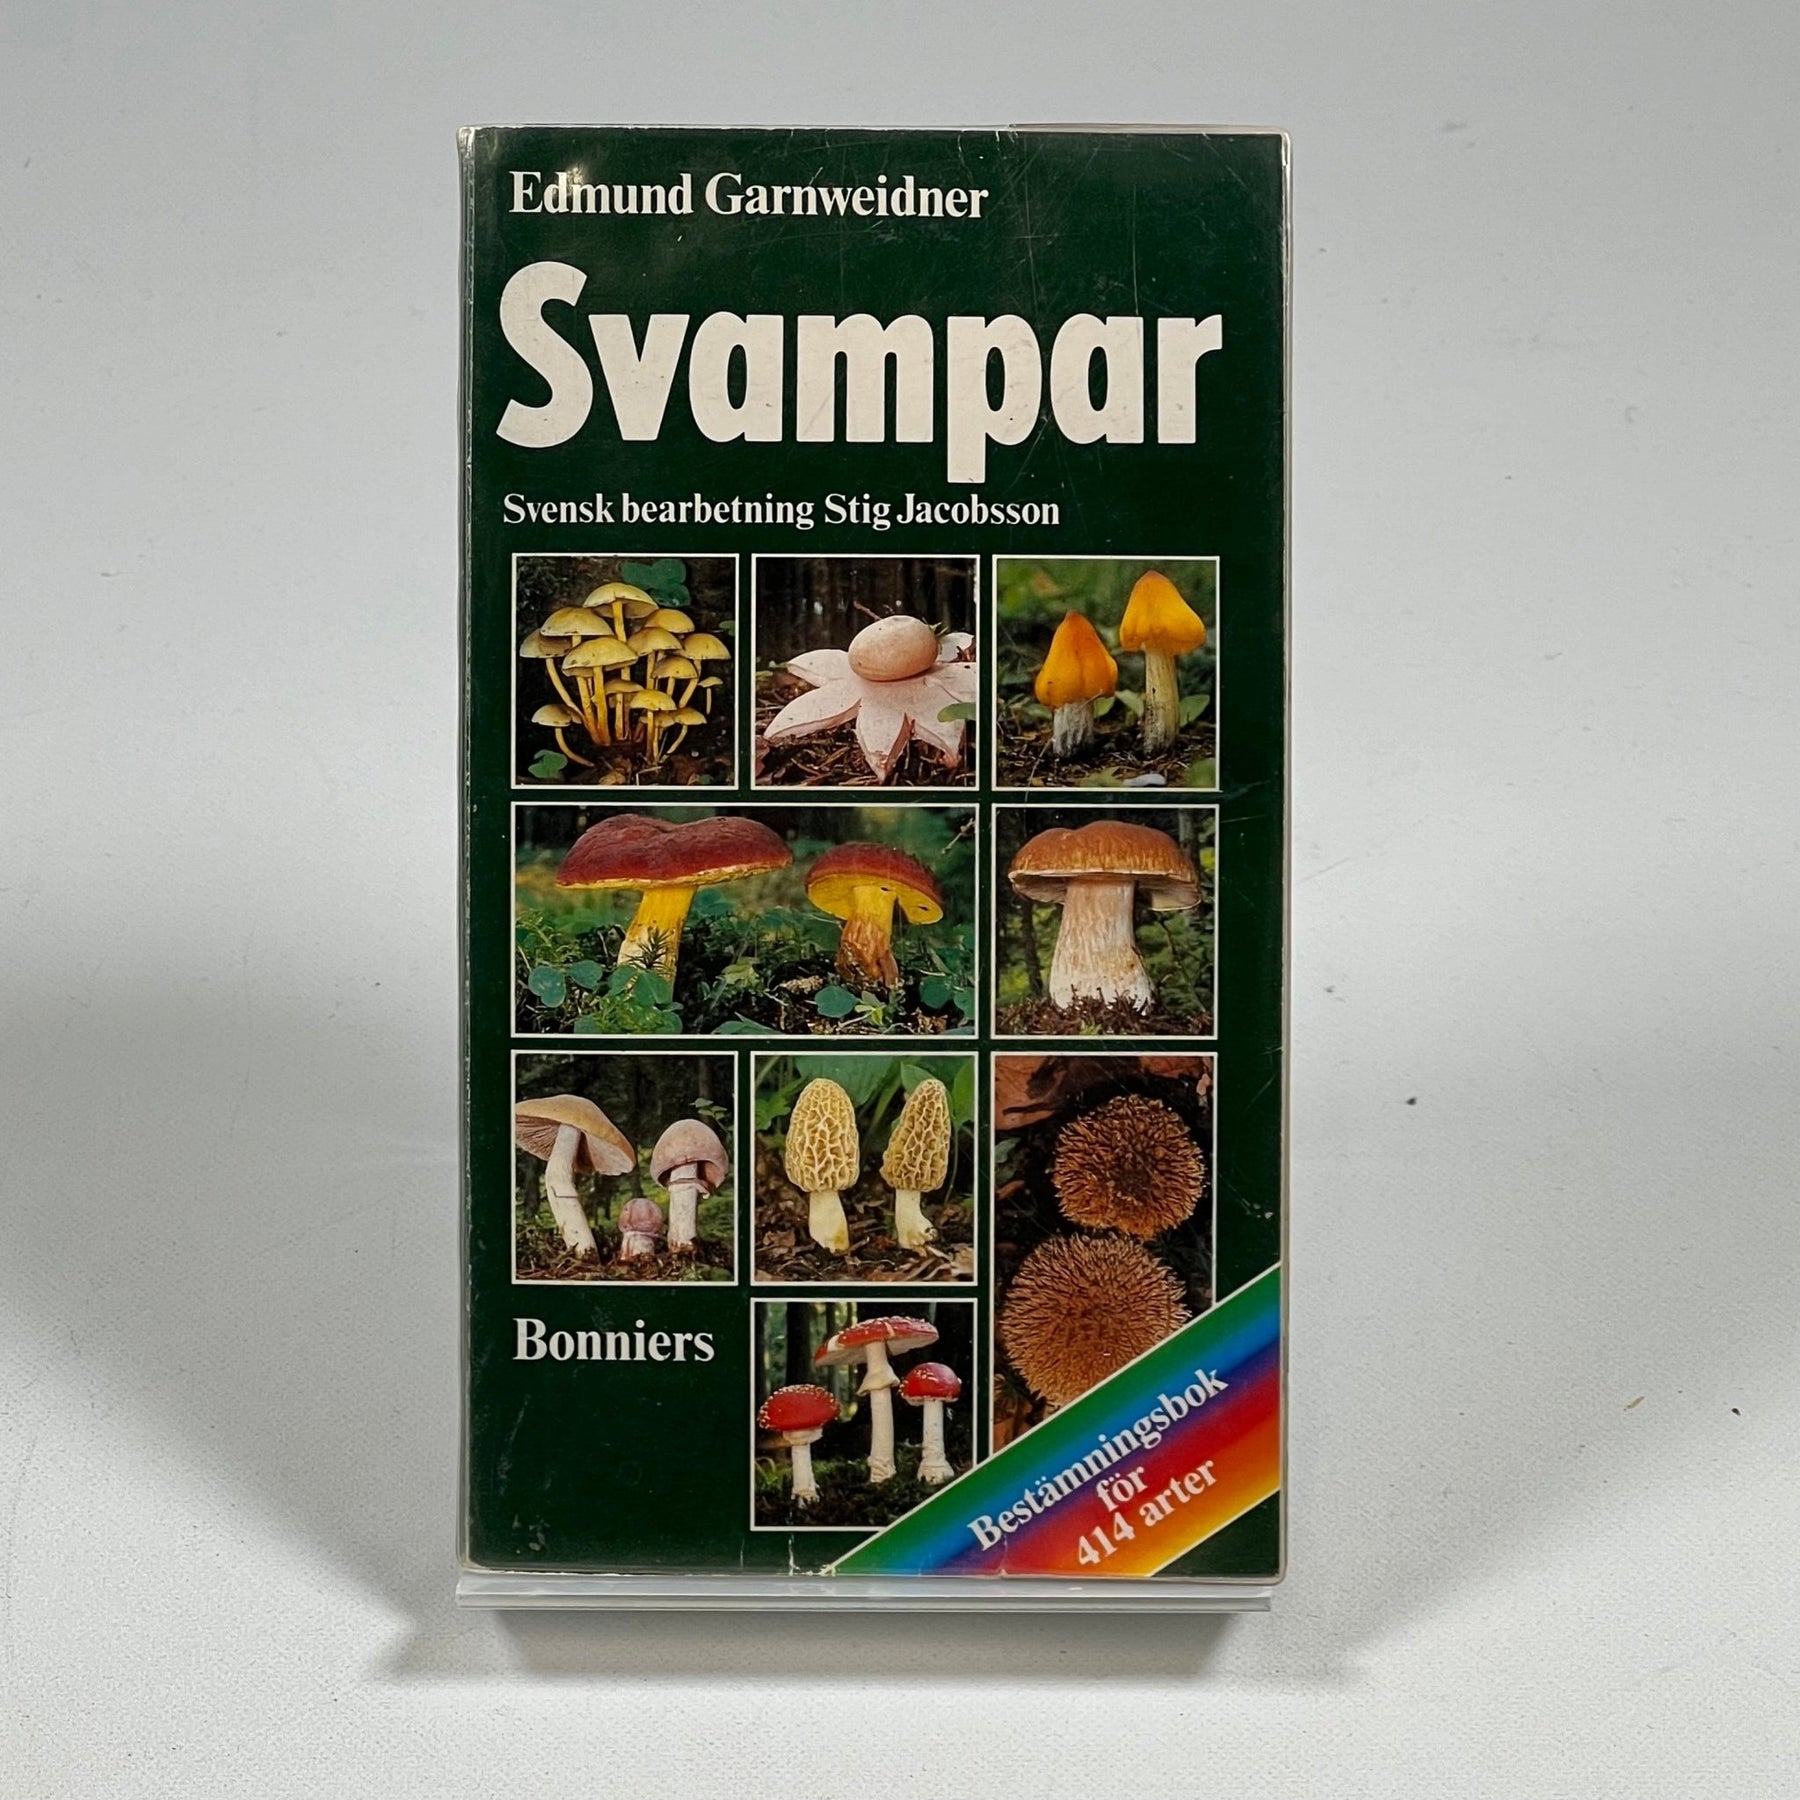 Edmund Garnweidner
Svampar
Svensk bearbetning Stig Jacobsson
Bonniers
Bestämningsbok
för
414 arter